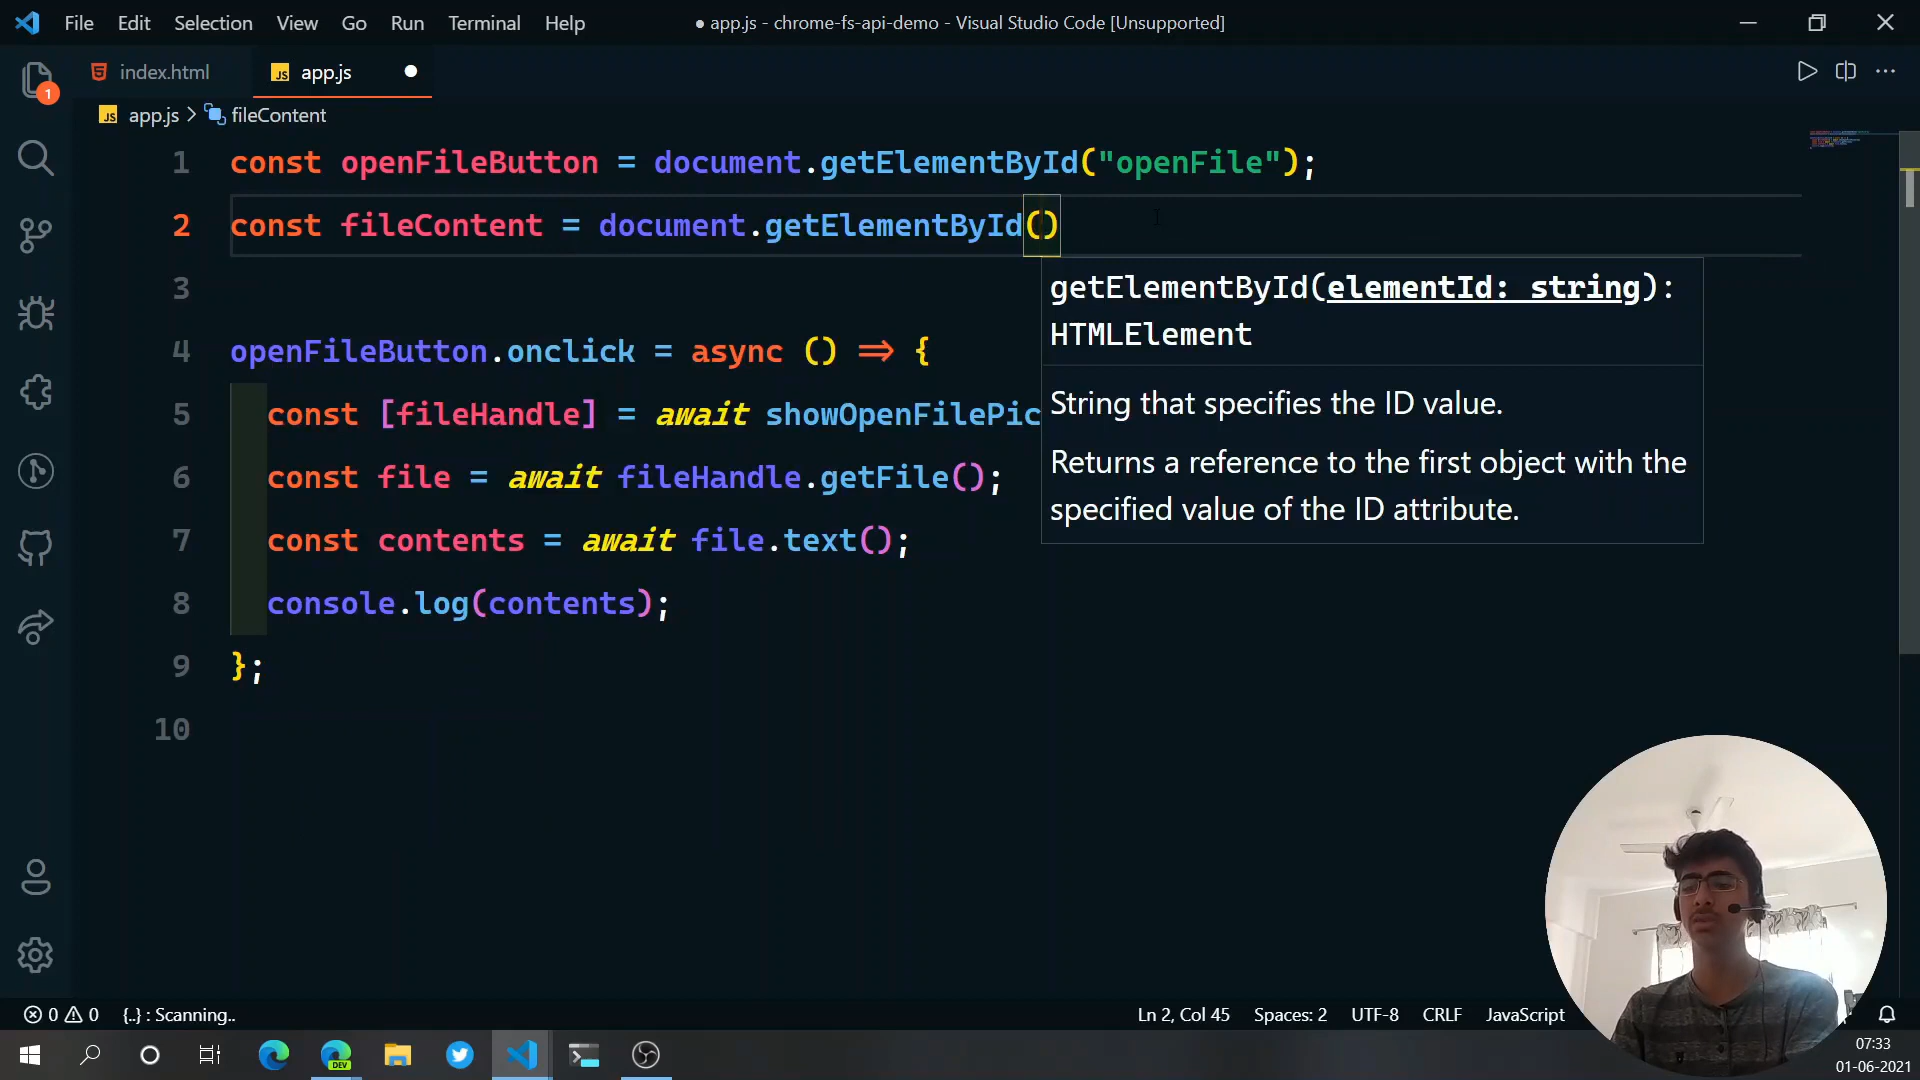 File Edit Selection View Go Run Terminal Help
● app.js - chrome-fs-api-demo - Visual Studio Code [Unsupported]
index.html
JS app.js
1
JS app.js > fileContent
1 const openFileButton = document.getElementById("openFile");
2 const fileContent = document.getElementById()
3
4 openFileButton.onclick = async () => {
5 const [fileHandle] = await showOpenFilePic
6 const file = await fileHandle.getFile();
7 const contents = await file.text();
8 console.log(contents);
9 };
10
getElementById(elementId: string):
HTMLElement
String that specifies the ID value.
Returns a reference to the first object with the
specified value of the ID attribute.
0 0 {..} : Scanning.. Ln 2, Col 45 Spaces: 2 UTF-8 CRLF JavaScript
DEV
07:33
01-06-2021